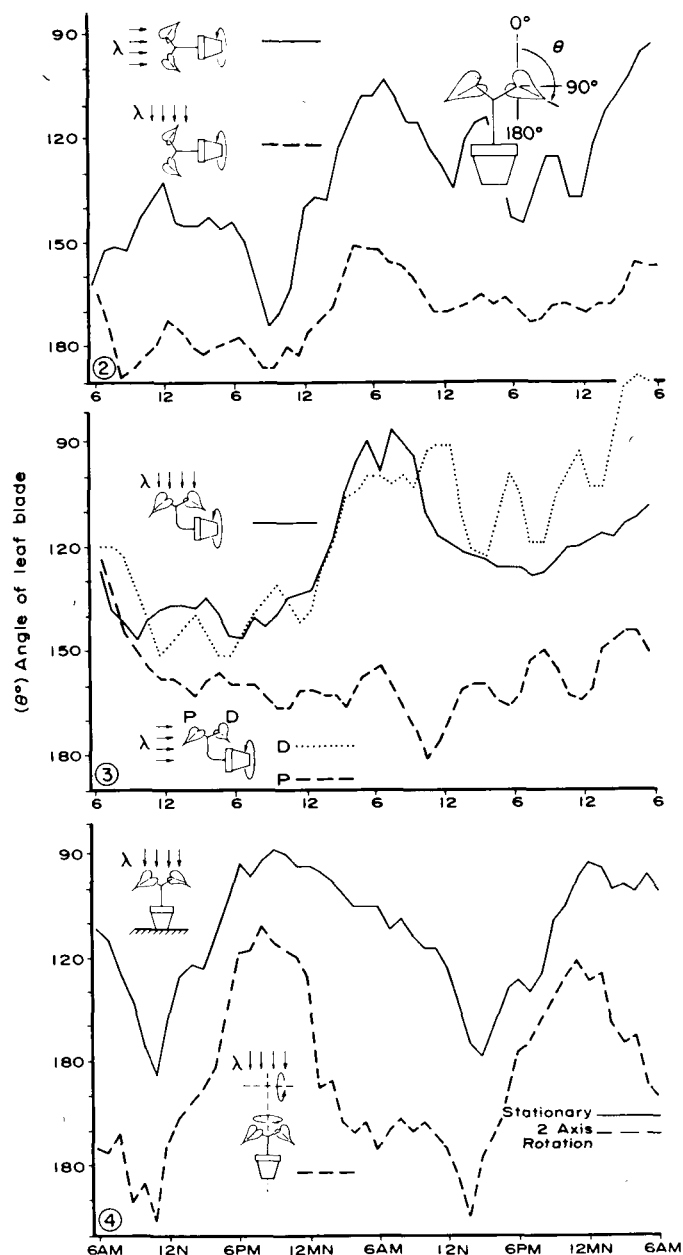 90
120
150
180
λ
λ
0°
θ
90°
180°
②
6 12 6 12 6 12 6 12 6
(θ°) Angle of leaf blade
90
120
150
180
λ
λ
P D
D
P
③
6 12 6 12 6 12 6 12 6
90
120
180
180
λ
λ
Stationary
2 Axis
Rotation
④
6AM 12N 6PM 12MN 6AM 12N 6PM 12MN 6AM